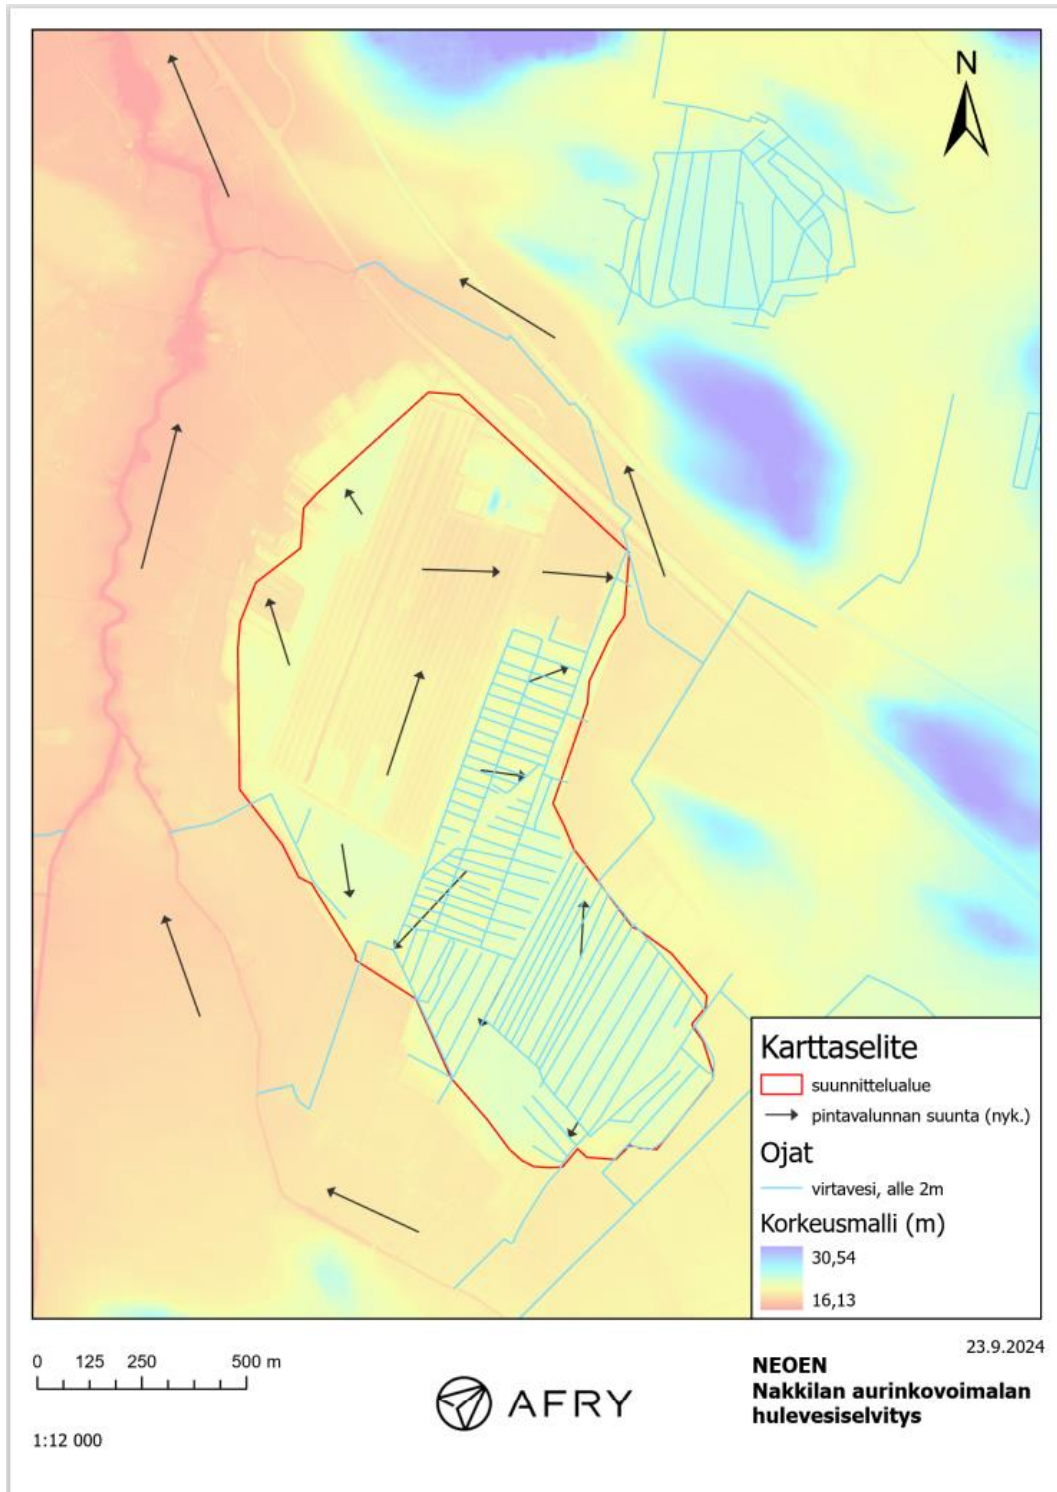 N
Karttaselite
suunnittelualue
pintavalunnan suunta (nyk.)
Ojat
virtavesi, alle 2m
Korkeusmalli (m)
30,54
16,13
23.9.2024
0 125 250 500 m
1:12 000
AFRY
NEOEN
Nakkilan aurinkovoimalan
hulevesiselvitys